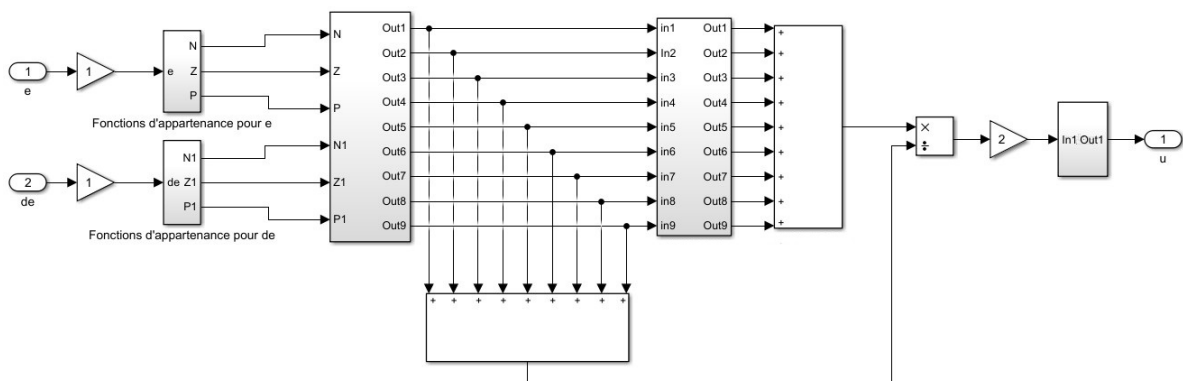 1
e
1
e
N
Z
P
Fonctions d'appartenance pour e
2
de
1
de
N1
Z1
P1
Fonctions d'appartenance pour de
N
Z
P
N1
Z1
P1
Out1
Out2
Out3
Out4
Out5
Out6
Out7
Out8
Out9
+ + + + + + + + +
in1
In2
in3
in4
in5
in6
in7
in8
in9
Out1
Out2
Out3
Out4
Out5
Out6
Out7
Out8
Out9
+
+
+
+
+
+
+
+
+
×
÷
2
In1 Out1
1
u